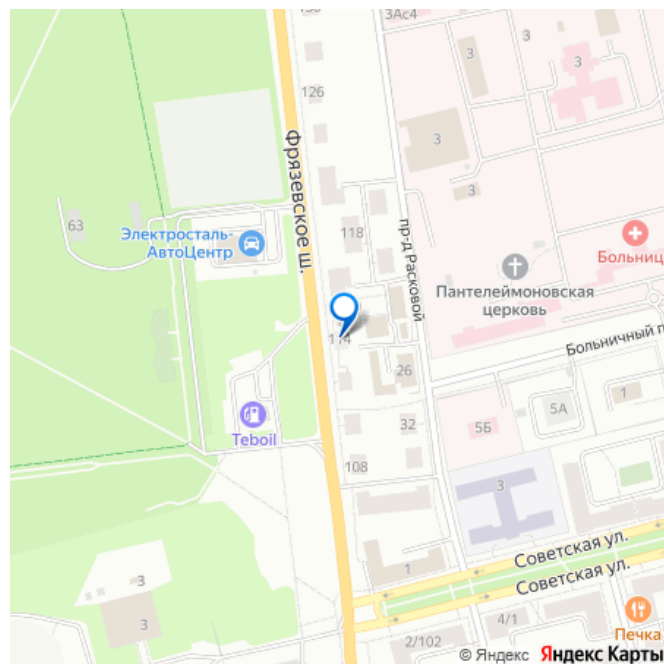 3Ас4
3
3
126
3
Фрязевское ш.
3
118
пр-д Расковой
63
Электросталь-
АвтоЦентр
Больниц
Пантелеймоновская
церковь
114
Больничный п
26
5А
1
Teboil
32
5Б
108
3
1
Советская ул.
3
Советская ул.
3
4/1
Печка
2/102
© Яндекс Яндекс Карты